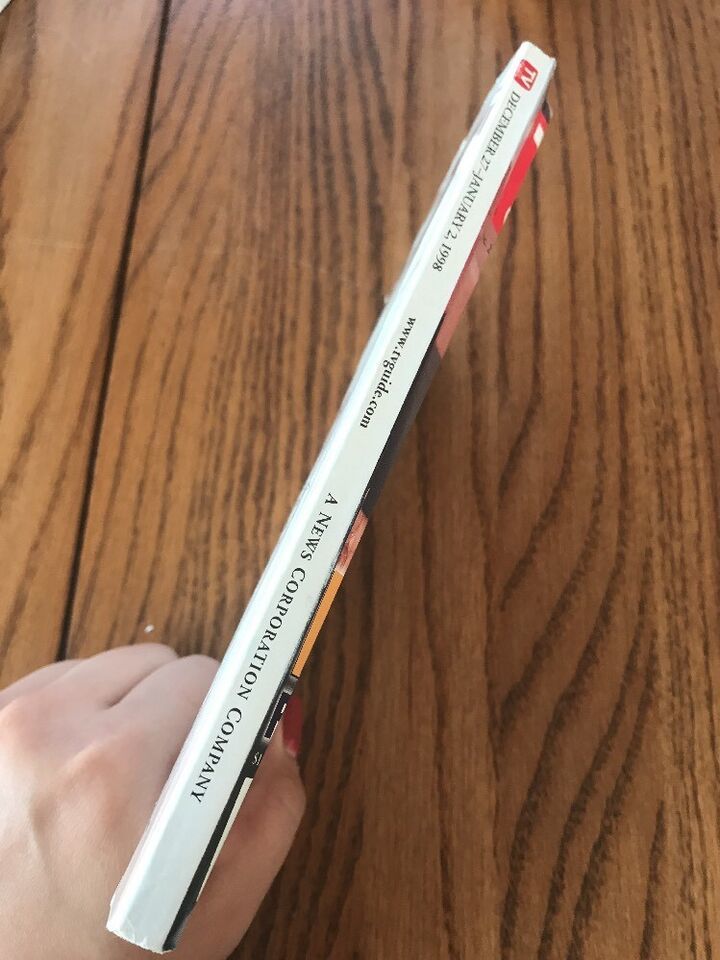 TV DECEMBER 27-JANUARY 2, 1998 www.tvguide.com A NEWS CORPORATION COMPANY